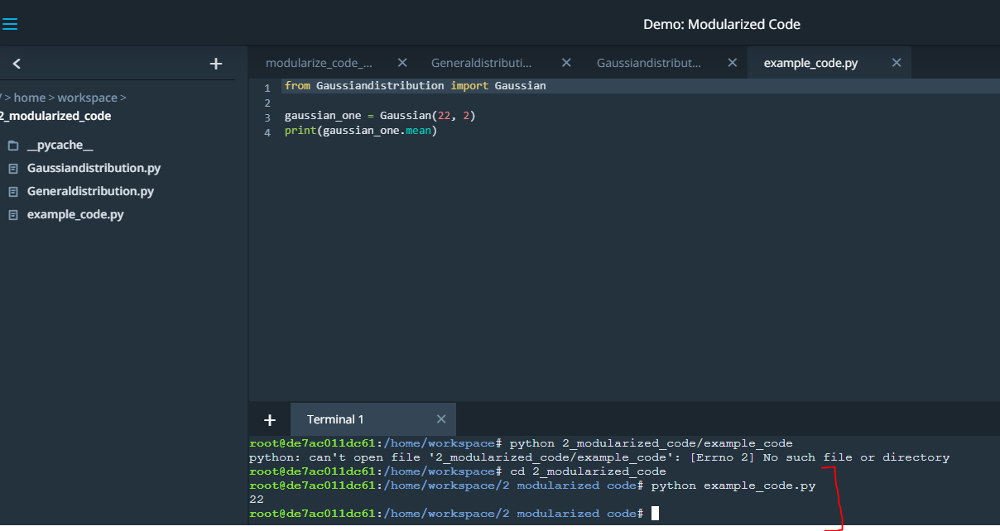 Demo: Modularized Code
/ > home > workspace >
2_modularized_code
__pycache__
Gaussiandistribution.py
Generaldistribution.py
example_code.py
modularize_code_... Generaldistributi... Gaussiandistribut... example_code.py
1 from Gaussiandistribution import Gaussian
2
3 gaussian_one = Gaussian(22, 2)
4 print(gaussian_one.mean)
Terminal 1
root@de7ac011dc61:/home/workspace# python 2_modularized_code/example_code
python: can't open file '2_modularized_code/example_code': [Errno 2] No such file or directory
root@de7ac011dc61:/home/workspace# cd 2_modularized_code
root@de7ac011dc61:/home/workspace/2 modularized code# python example_code.py
22
root@de7ac011dc61:/home/workspace/2 modularized code#